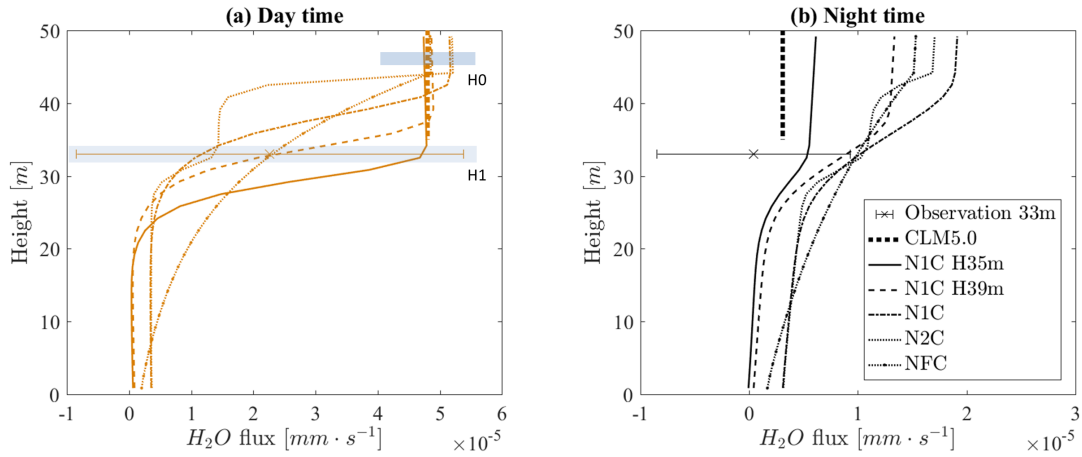 (a) Day time
50
40
30
20
10
0
Height [m]
H0
H1
-1
0
1
2
3
4
5
6
H₂O flux [mm · s⁻¹]
×10⁻⁵
(b) Night time
50
40
30
20
10
0
Height [m]
Observation 33m
CLM5.0
N1C H35m
N1C H39m
N1C
N2C
NFC
-1
0
1
2
3
H₂O flux [mm · s⁻¹]
×10⁻⁵